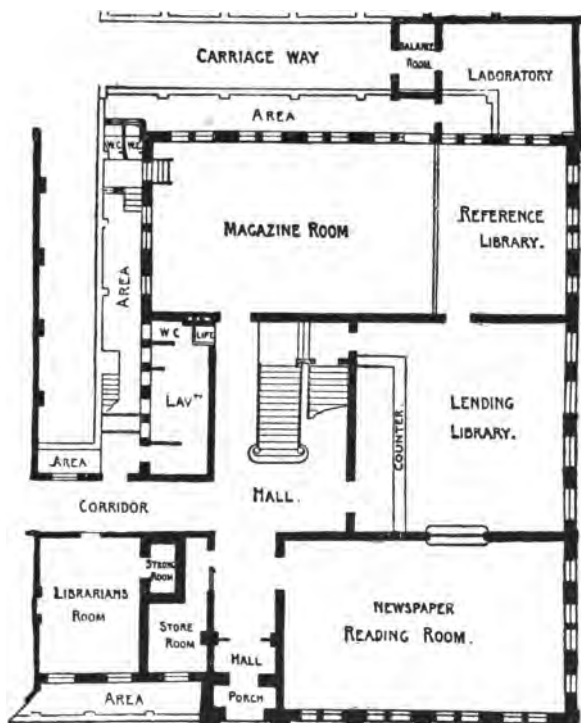 CARRIAGE WAY
BALANCE
ROOM.
LABORATORY
AREA
W.C
W.C
MAGAZINE ROOM
REFERENCE
LIBRARY.
AREA
W C
LIFT
LAVTY
LENDING
LIBRARY.
COUNTER.
AREA
HALL.
CORRIDOR
STRONG
ROOM
LIBRARIANS
ROOM
STORE
ROOM
NEWSPAPER
READING ROOM.
HALL
PORCH
AREA